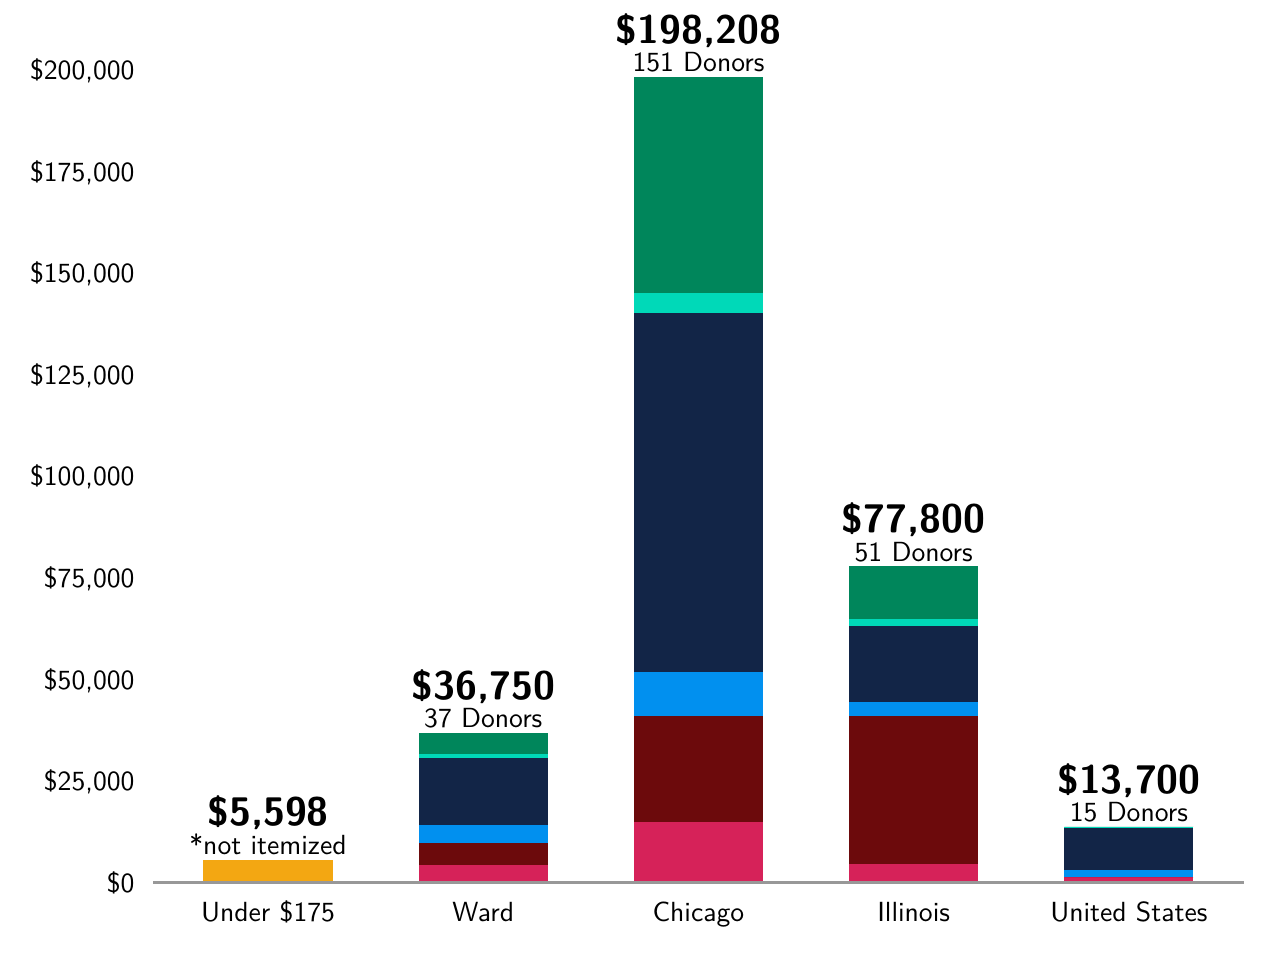 $198,208
151 Donors
$200,000
$175,000
$150,000
$125,000
$100,000
$77,800
51 Donors
$75,000
$50,000
$36,750
37 Donors
$25,000
$13,700
15 Donors
$5,598
*not itemized
$0
Under $175
Ward
Chicago
Illinois
United States